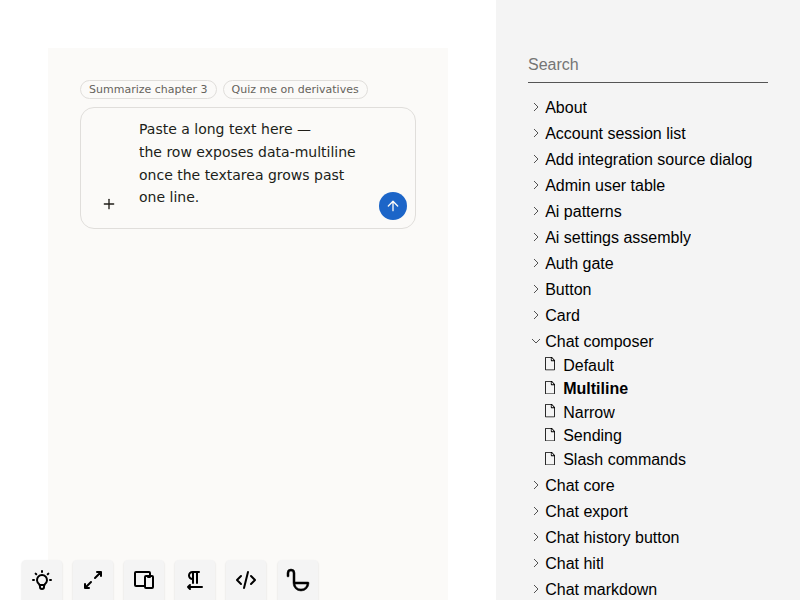 Summarize chapter 3
Quiz me on derivatives
Paste a long text here —
the row exposes data-multiline
once the textarea grows past
one line.
Search
About
Account session list
Add integration source dialog
Admin user table
Ai patterns
Ai settings assembly
Auth gate
Button
Card
Chat composer
Default
Multiline
Narrow
Sending
Slash commands
Chat core
Chat export
Chat history button
Chat hitl
Chat markdown